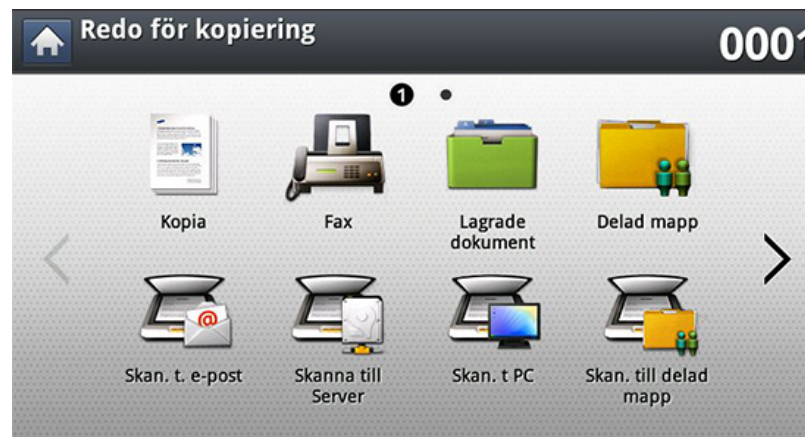 Redo för kopiering
0001
1
Kopia
Fax
Lagrade
dokument
Delad mapp
@
Skan. t. e-post
Skanna till
Server
Skan. t PC
Skan. till delad
mapp